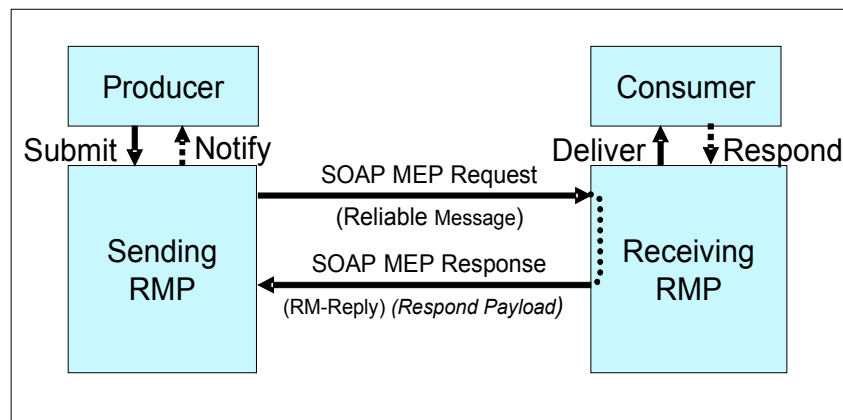 Producer
Consumer
Submit
Notify
Deliver
Respond
SOAP MEP Request
(Reliable Message)
Sending
RMP
SOAP MEP Response
Receiving
RMP
(RM-Reply) (Respond Payload)